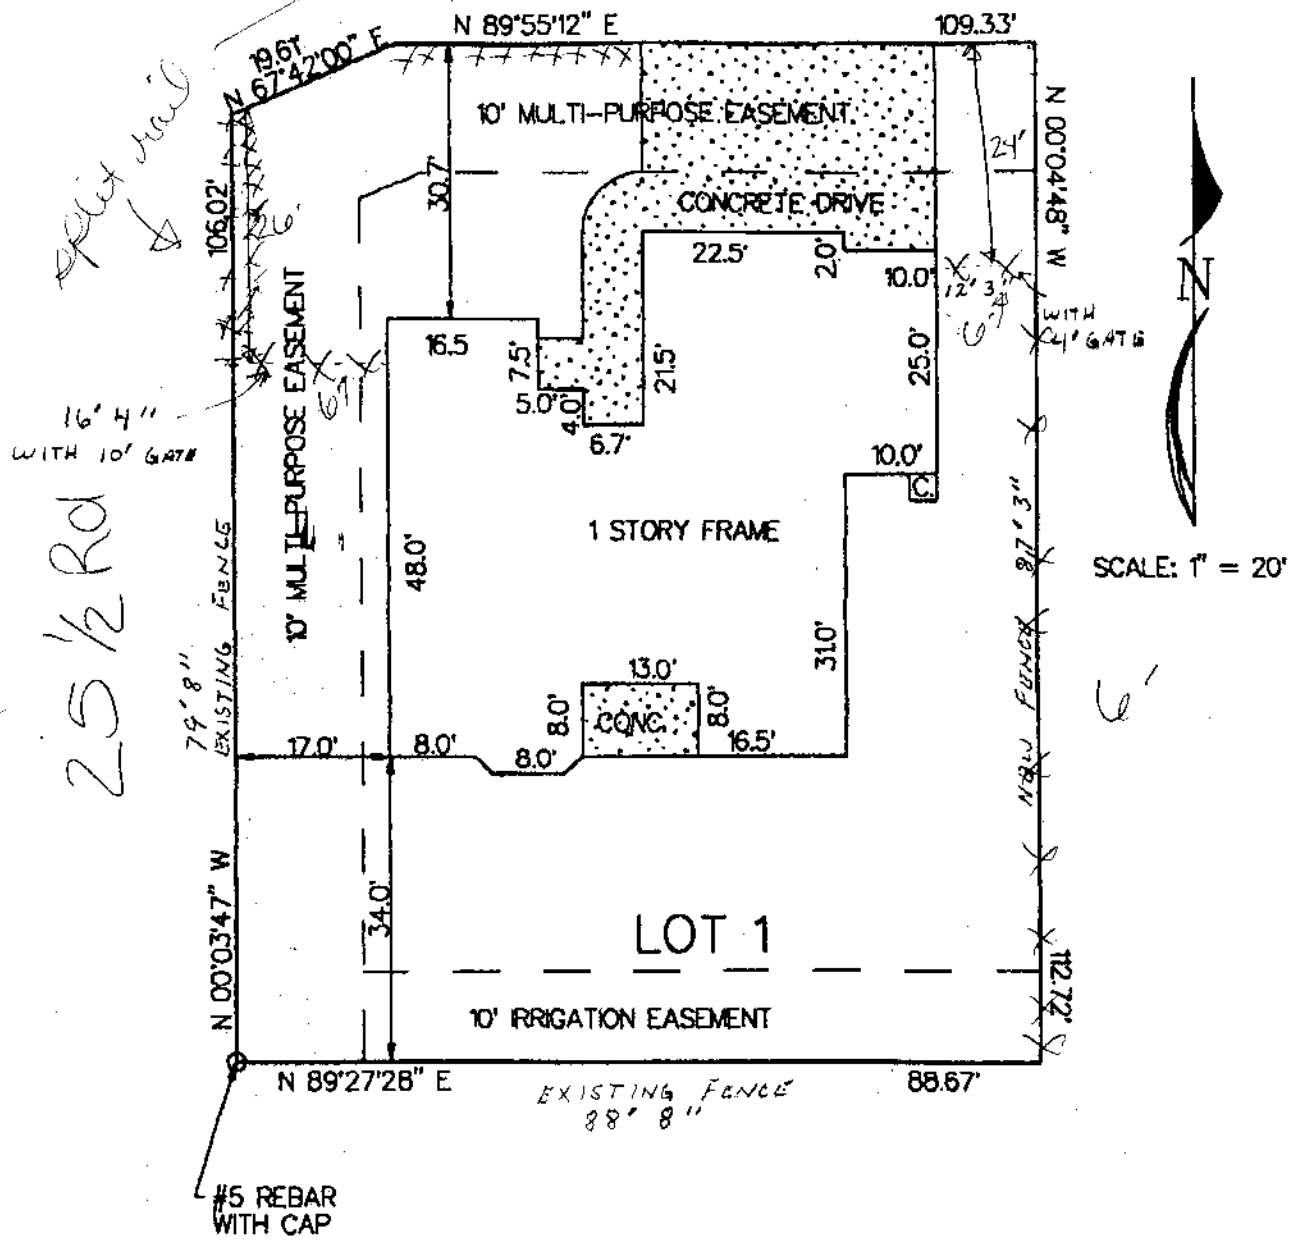 N 89°55'12" E
109.33'
19.61'
N 67°42'00" E
split rail
10' MULTI-PURPOSE EASEMENT
N 00°04'48" W
24'
30.7'
106.02'
26'
CONCRETE DRIVE
22.5'
2.0'
10.0'
12' 3"
6'
WITH
4' GATE
N
16.5
7.5'
21.5'
25.0'
5.0'
4.0'
6.7'
6'
16' 4"
WITH 10' GATE
10' MULTI-PURPOSE EASEMENT
10.0'
C.
25 1/2 Rd
1 STORY FRAME
48.0'
SCALE: 1" = 20'
NEW FENCE 87' 3"
6'
79' 8"
EXISTING FENCE
31.0'
13.0'
8.0'
CONC.
8.0'
17.0'
8.0'
8.0'
16.5'
34.0'
N 00°03'47" W
LOT 1
112.72'
10' IRRIGATION EASEMENT
N 89°27'28" E
88.67'
EXISTING FENCE
88' 8"
#5 REBAR
WITH CAP